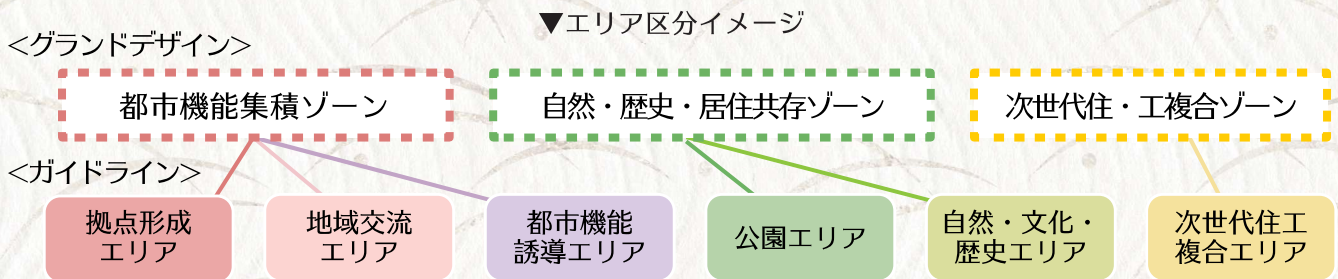 ▼エリア区分イメージ
<グランドデザイン>
都市機能集積ゾーン
自然・歴史・居住共存ゾーン
次世代住・工複合ゾーン
<ガイドライン>
拠点形成
エリア
地域交流
エリア
都市機能
誘導エリア
公園エリア
自然・文化・
歴史エリア
次世代住工
複合エリア